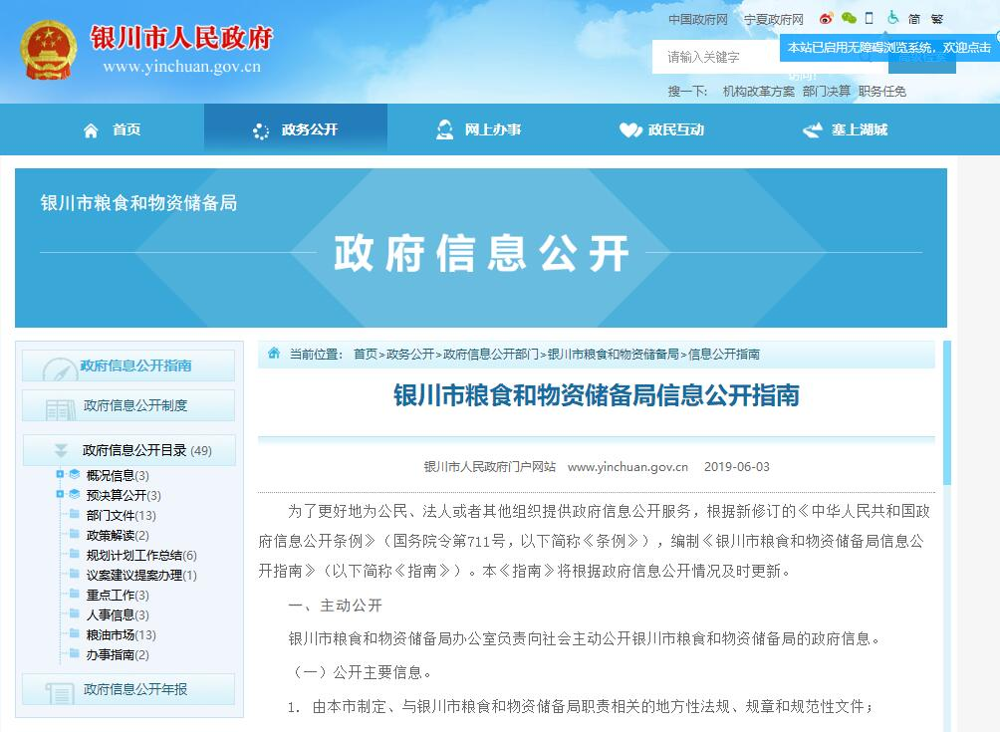 中国政府网 宁夏政府网 简 繁
银川市人民政府
www.yinchuan.gov.cn
请输入关键字
本站已启用无障碍浏览系统，欢迎点击
访问!
搜一下: 机构改革方案 部门决算 职务任免
首页 政务公开 网上办事 政民互动 塞上湖城
银川市粮食和物资储备局
政府信息公开
政府信息公开指南
政府信息公开制度
政府信息公开目录 (49)
概况信息(3)
预决算公开(3)
部门文件(13)
政策解读(2)
规划计划工作总结(6)
议案建议提案办理(1)
重点工作(3)
人事信息(3)
粮油市场(13)
办事指南(2)
政府信息公开年报
当前位置: 首页>政务公开>政府信息公开部门>银川市粮食和物资储备局>信息公开指南
银川市粮食和物资储备局信息公开指南
银川市人民政府门户网站 www.yinchuan.gov.cn 2019-06-03
为了更好地为公民、法人或者其他组织提供政府信息公开服务，根据新修订的《中华人民共和国政
府信息公开条例》（国务院令第711号，以下简称《条例》），编制《银川市粮食和物资储备局信息公
开指南》（以下简称《指南》）。本《指南》将根据政府信息公开情况及时更新。
一、主动公开
银川市粮食和物资储备局办公室负责向社会主动公开银川市粮食和物资储备局的政府信息。
（一）公开主要信息。
1. 由本市制定、与银川市粮食和物资储备局职责相关的地方性法规、规章和规范性文件；